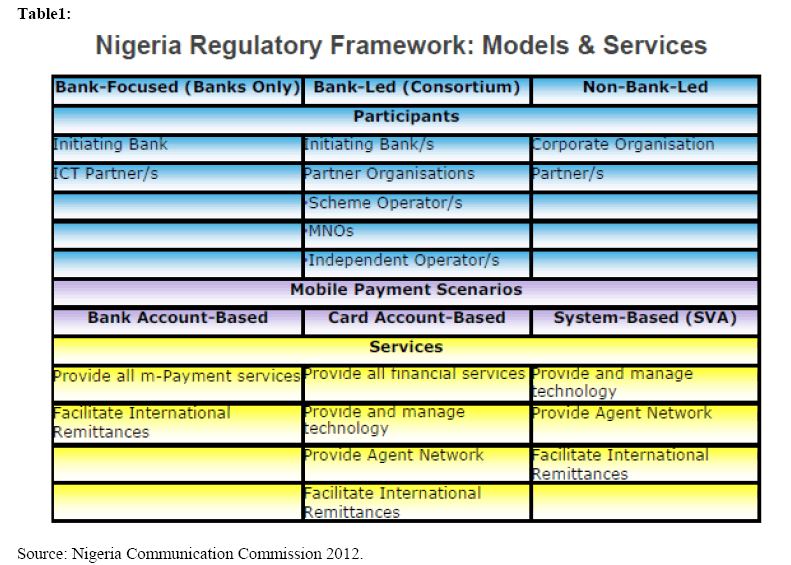 Table1:
Nigeria Regulatory Framework: Models & Services
Bank-Focused (Banks Only) Bank-Led (Consortium) Non-Bank-Led
Participants
Initiating Bank Initiating Bank/s Corporate Organisation
ICT Partner/s Partner Organisations Partner/s
·Scheme Operator/s
·MNOs
·Independent Operator/s
Mobile Payment Scenarios
Bank Account-Based Card Account-Based System-Based (SVA)
Services
Provide all m-Payment services Provide all financial services Provide and manage
technology
Facilitate International Provide and manage Provide Agent Network
Remittances technology
Provide Agent Network Facilitate International
Remittances
Facilitate International
Remittances
Source: Nigeria Communication Commission 2012.